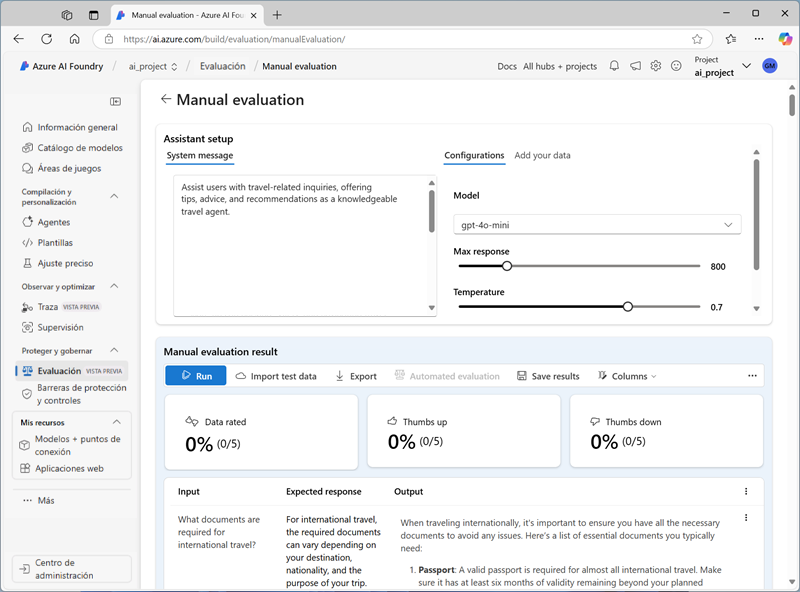 Manual evaluation - Azure AI Foun
https://ai.azure.com/build/evaluation/manualEvaluation/
Azure AI Foundry / ai_project / Evaluación / Manual evaluation
Docs All hubs + projects
Project
ai_project
GM
Información general
Catálogo de modelos
Áreas de juegos
Compilación y
personalización
Agentes
Plantillas
Ajuste preciso
Observar y optimizar
Traza VISTA PREVIA
Supervisión
Proteger y gobernar
Evaluación VISTA PREVIA
Barreras de protección
y controles
Mis recursos
Modelos + puntos de
conexión
Aplicaciones web
Más
Centro de
administración
Manual evaluation
Assistant setup
System message
Assist users with travel-related inquiries, offering
tips, advice, and recommendations as a knowledgeable
travel agent.
Configurations Add your data
Model
gpt-4o-mini
Max response
800
Temperature
0.7
Manual evaluation result
Run Import test data Export Automated evaluation Save results Columns
Data rated
0% (0/5)
Thumbs up
0% (0/5)
Thumbs down
0% (0/5)
Input Expected response Output
What documents are
required for
international travel?
For international travel,
the required documents
can vary depending on
your destination,
nationality, and the
purpose of your trip.
When traveling internationally, it's important to ensure you have all the necessary
documents to avoid any issues. Here's a list of essential documents you typically
need:
1. Passport: A valid passport is required for almost all international travel. Make
sure it has at least six months of validity remaining beyond your planned